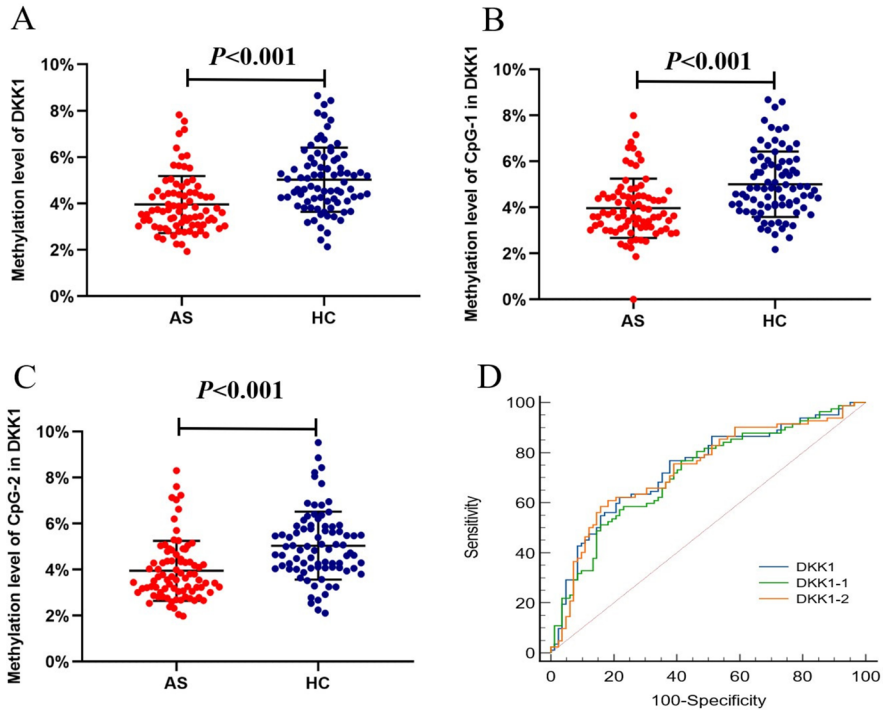 A
P<0.001
Methylation level of DKK1
10%
8%
6%
4%
2%
0%
AS
HC
B
P<0.001
Methylation level of CpG-1 in DKK1
10%
8%
6%
4%
2%
0%
AS
HC
C
P<0.001
Methylation level of CpG-2 in DKK1
10%
8%
6%
4%
2%
0%
AS
HC
D
Sensitivity
100
80
60
40
20
0
DKK1
DKK1-1
DKK1-2
0
20
40
60
80
100
100-Specificity